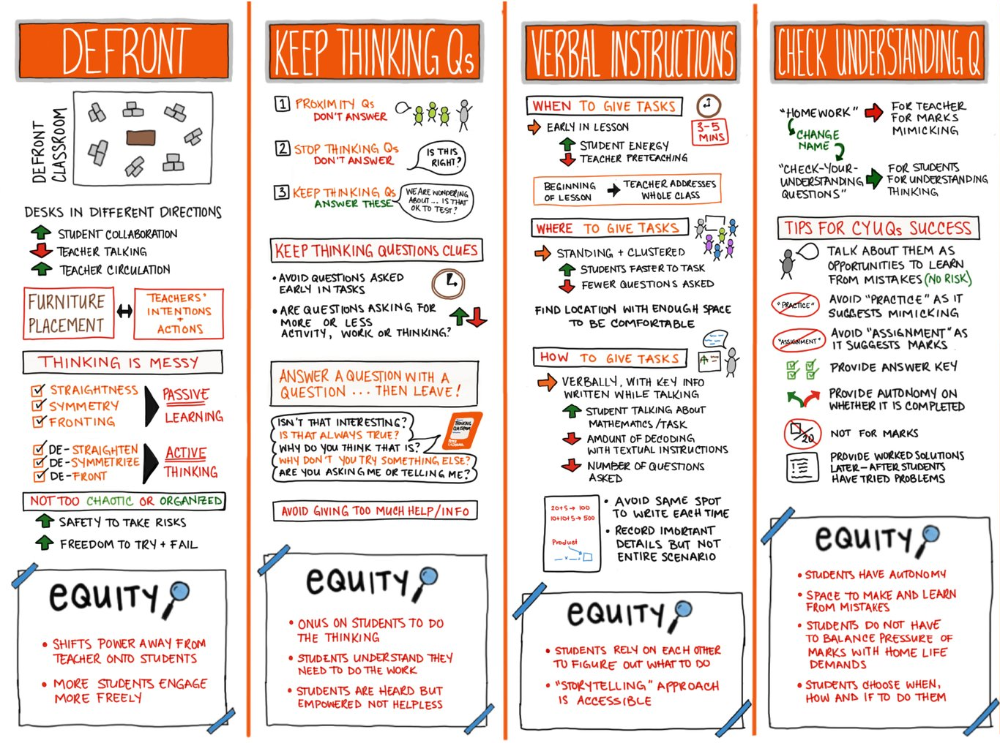 DEFRONT
DEFRONT
CLASSROOM
DESKS IN DIFFERENT DIRECTIONS
STUDENT COLLABORATION
TEACHER TALKING
TEACHER CIRCULATION
FURNITURE
PLACEMENT
TEACHERS'
INTENTIONS
+
ACTIONS
THINKING IS MESSY
STRAIGHTNESS
SYMMETRY
FRONTING
PASSIVE
LEARNING
DE-STRAIGHTEN
DE-SYMMETRIZE
DE-FRONT
ACTIVE
THINKING
NOT TOO CHAOTIC OR ORGANIZED
SAFETY TO TAKE RISKS
FREEDOM TO TRY + FAIL
EQUITY
• SHIFTS POWER AWAY FROM
TEACHER ONTO STUDENTS
• MORE STUDENTS ENGAGE
MORE FREELY
KEEP THINKING Qs
1 PROXIMITY Qs
DON'T ANSWER
2 STOP THINKING Qs
DON'T ANSWER
IS THIS
RIGHT?
3 KEEP THINKING Qs
ANSWER THESE
WE ARE WONDERING
ABOUT... IS THAT
OK TO TEST?
KEEP THINKING QUESTIONS CLUES
• AVOID QUESTIONS ASKED
EARLY IN TASKS
• ARE QUESTIONS ASKING FOR
MORE OR LESS
ACTIVITY, WORK OR THINKING?
ANSWER A QUESTION WITH A
QUESTION ... THEN LEAVE!
ISN'T THAT INTERESTING?
IS THAT ALWAYS TRUE?
WHY DO YOU THINK THAT IS?
WHY DON'T YOU TRY SOMETHING ELSE?
ARE YOU ASKING ME OR TELLING ME?
THINKING
CLASSROOM
AVOID GIVING TOO MUCH HELP/INFO
EQUITY
• ONUS ON STUDENTS TO DO
THE THINKING
• STUDENTS UNDERSTAND THEY
NEED TO DO THE WORK
• STUDENTS ARE HEARD BUT
EMPOWERED NOT HELPLESS
VERBAL INSTRUCTIONS
WHEN TO GIVE TASKS
EARLY IN LESSON
3-5
MINS
STUDENT ENERGY
TEACHER PRETEACHING
BEGINNING
OF LESSON
TEACHER ADDRESSES
WHOLE CLASS
WHERE TO GIVE TASKS
STANDING + CLUSTERED
STUDENTS FASTER TO TASK
FEWER QUESTIONS ASKED
FIND LOCATION WITH ENOUGH SPACE
TO BE COMFORTABLE
HOW TO GIVE TASKS
VERBALLY, WITH KEY INFO
WRITTEN WHILE TALKING
STUDENT TALKING ABOUT
MATHEMATICS/TASK
AMOUNT OF DECODING
WITH TEXTUAL INSTRUCTIONS
NUMBER OF QUESTIONS
ASKED
20+5 → 100
10+10+5 → 500
Product
_ x _ =
• AVOID SAME SPOT
TO WRITE EACH TIME
• RECORD IMORTANT
DETAILS BUT NOT
ENTIRE SCENARIO
EQUITY
• STUDENTS RELY ON EACH OTHER
TO FIGURE OUT WHAT TO DO
• "STORYTELLING" APPROACH
IS ACCESSIBLE
CHECK UNDERSTANDING Q
"HOMEWORK"
FOR TEACHER
FOR MARKS
MIMICKING
CHANGE
NAME
"CHECK-YOUR-
UNDERSTANDING
QUESTIONS"
FOR STUDENTS
FOR UNDERSTANDING
THINKING
TIPS FOR CYUQs SUCCESS
TALK ABOUT THEM AS
OPPORTUNITIES TO LEARN
FROM MISTAKES (NO RISK)
"PRACTICE"
AVOID "PRACTICE" AS IT
SUGGESTS MIMICKING
"ASSIGNMENT"
AVOID "ASSIGNMENT" AS
IT SUGGESTS MARKS
PROVIDE ANSWER KEY
PROVIDE AUTONOMY ON
WHETHER IT IS COMPLETED
20
NOT FOR MARKS
PROVIDE WORKED SOLUTIONS
LATER - AFTER STUDENTS
HAVE TRIED PROBLEMS
EQUITY
• STUDENTS HAVE AUTONOMY
• SPACE TO MAKE AND LEARN
FROM MISTAKES
• STUDENTS DO NOT HAVE
TO BALANCE PRESSURE OF
MARKS WITH HOME LIFE
DEMANDS
• STUDENTS CHOOSE WHEN,
HOW AND IF TO DO THEM